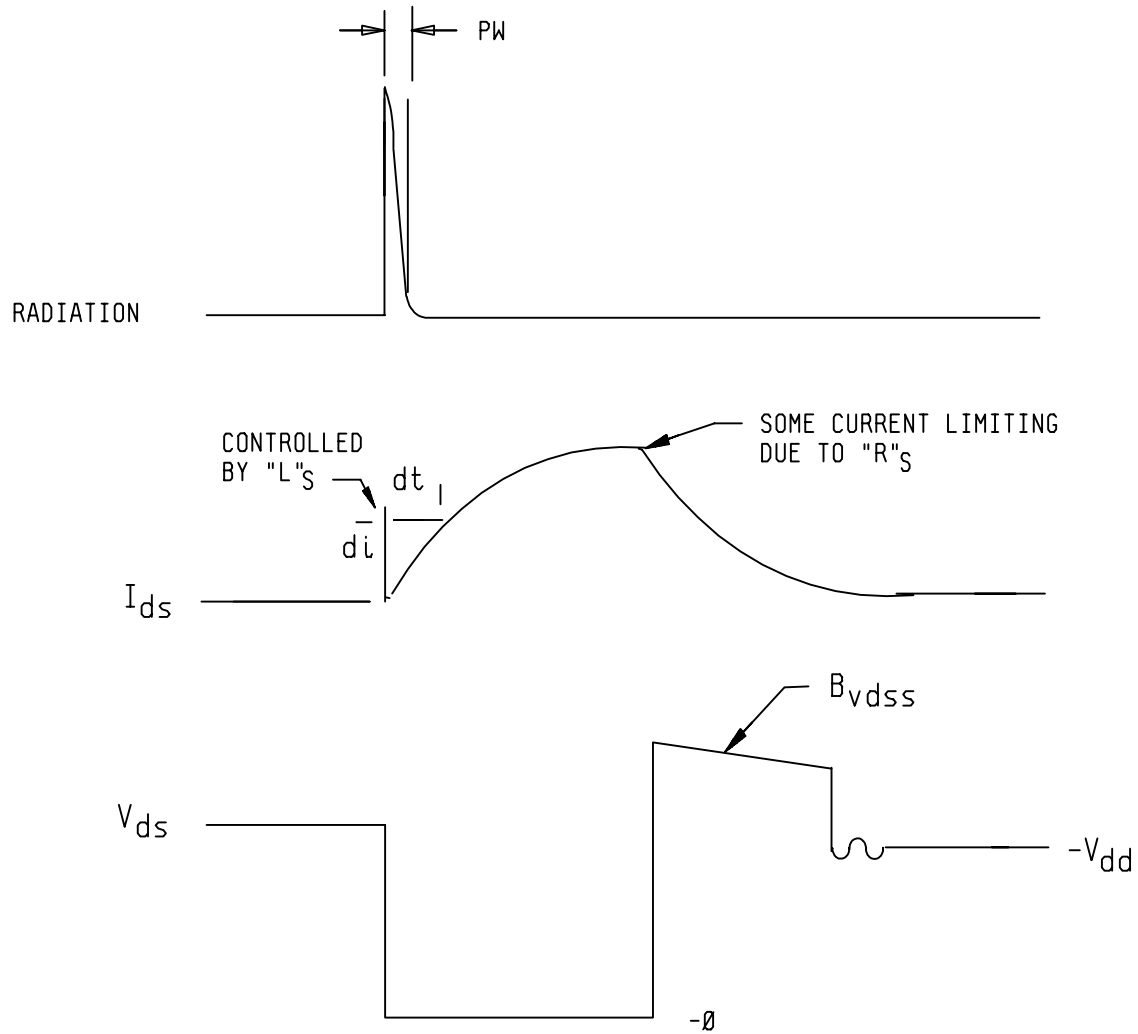 PW
RADIATION
CONTROLLED
BY "L"S
dt
di
SOME CURRENT LIMITING
DUE TO "R"S
Ids
Bvdss
Vds
-Vdd
-Ø